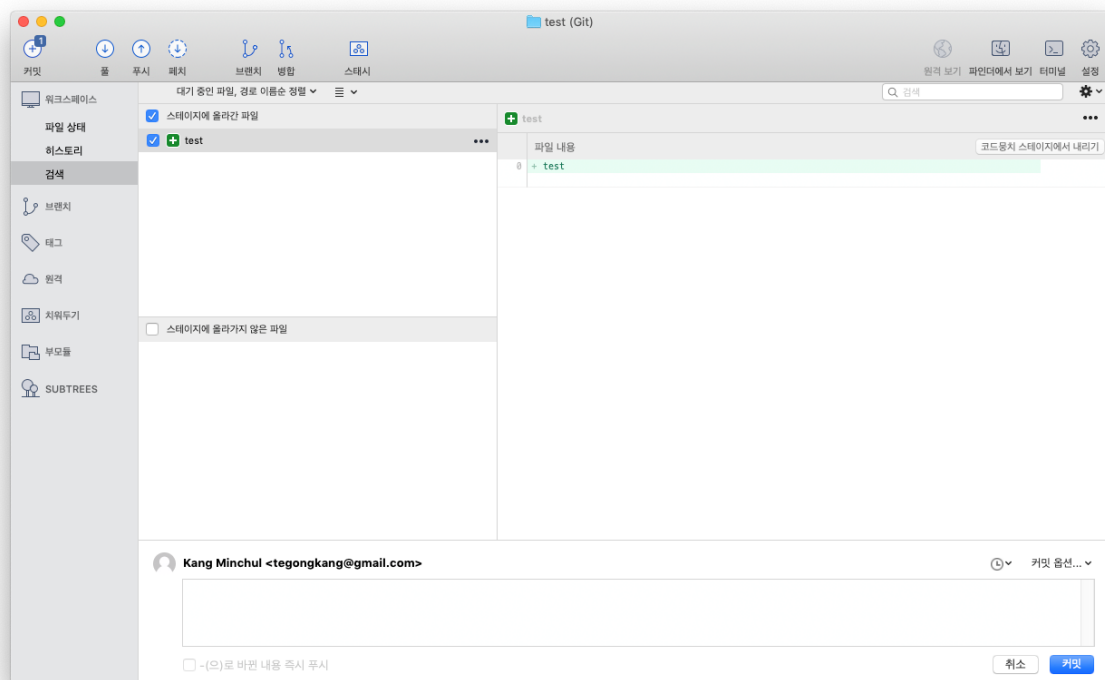 test (Git)
1
커밋 풀 푸시 페치 브랜치 병합 스태시 원격 보기 파인더에서 보기 터미널 설정
워크스페이스
파일 상태
히스토리
검색
브랜치
태그
원격
치워두기
부모듈
SUBTREES
대기 중인 파일, 경로 이름순 정렬
검색
스테이지에 올라간 파일
test
스테이지에 올라가지 않은 파일
test
파일 내용 코드뭉치 스테이지에서 내리기
0 + test
Kang Minchul <tegongkang@gmail.com>
커밋 옵션...
-(으)로 바뀐 내용 즉시 푸시
취소 커밋